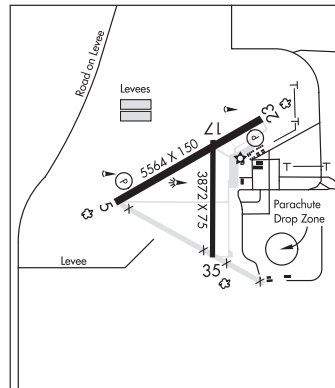 Road on Levee
Levees
23
P
17
5564 X 150
T
T
P
3872 X 75
T
T
5
Parachute
Drop Zone
Levee
35